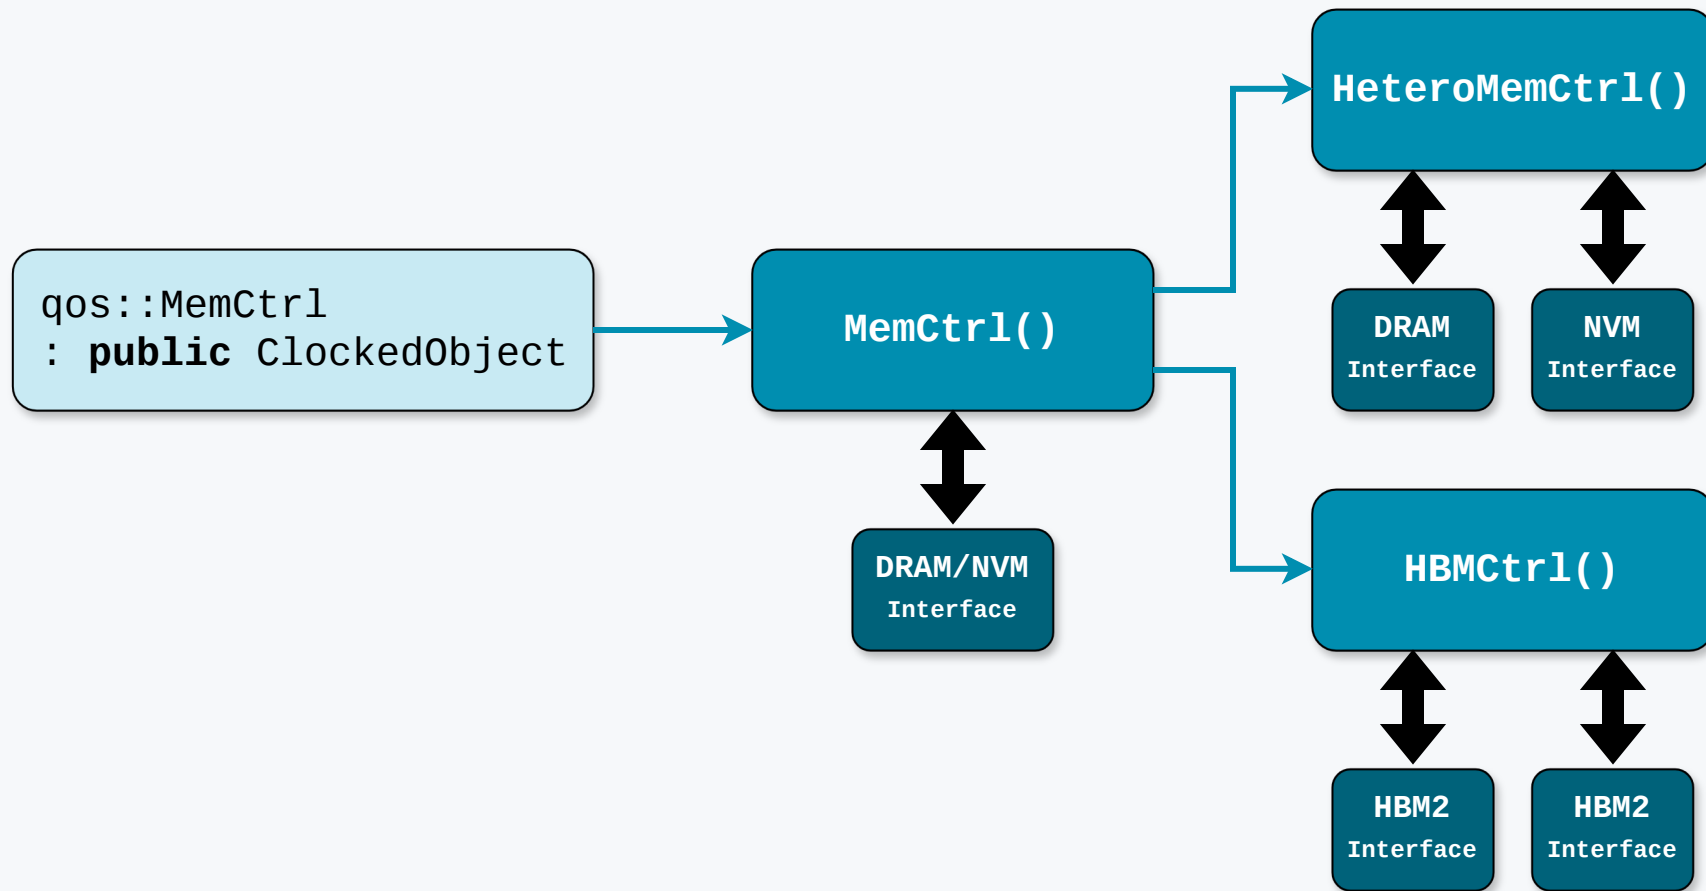 HeteroMemCtrl()
DRAM
Interface
NVM
Interface
qos::MemCtrl
: public ClockedObject
MemCtrl()
DRAM/NVM
Interface
HBMCtrl()
HBM2
Interface
HBM2
Interface